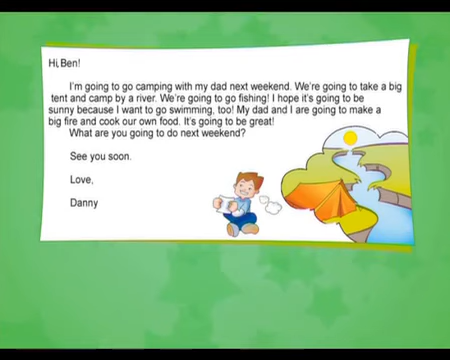 Hi, Ben!
I'm going to go camping with my dad next weekend. We're going to take a big
tent and camp by a river. We're going to go fishing! I hope it's going to be
sunny because I want to go swimming, too! My dad and I are going to make a
big fire and cook our own food. It's going to be great!
What are you going to do next weekend?
See you soon.
Love,
Danny